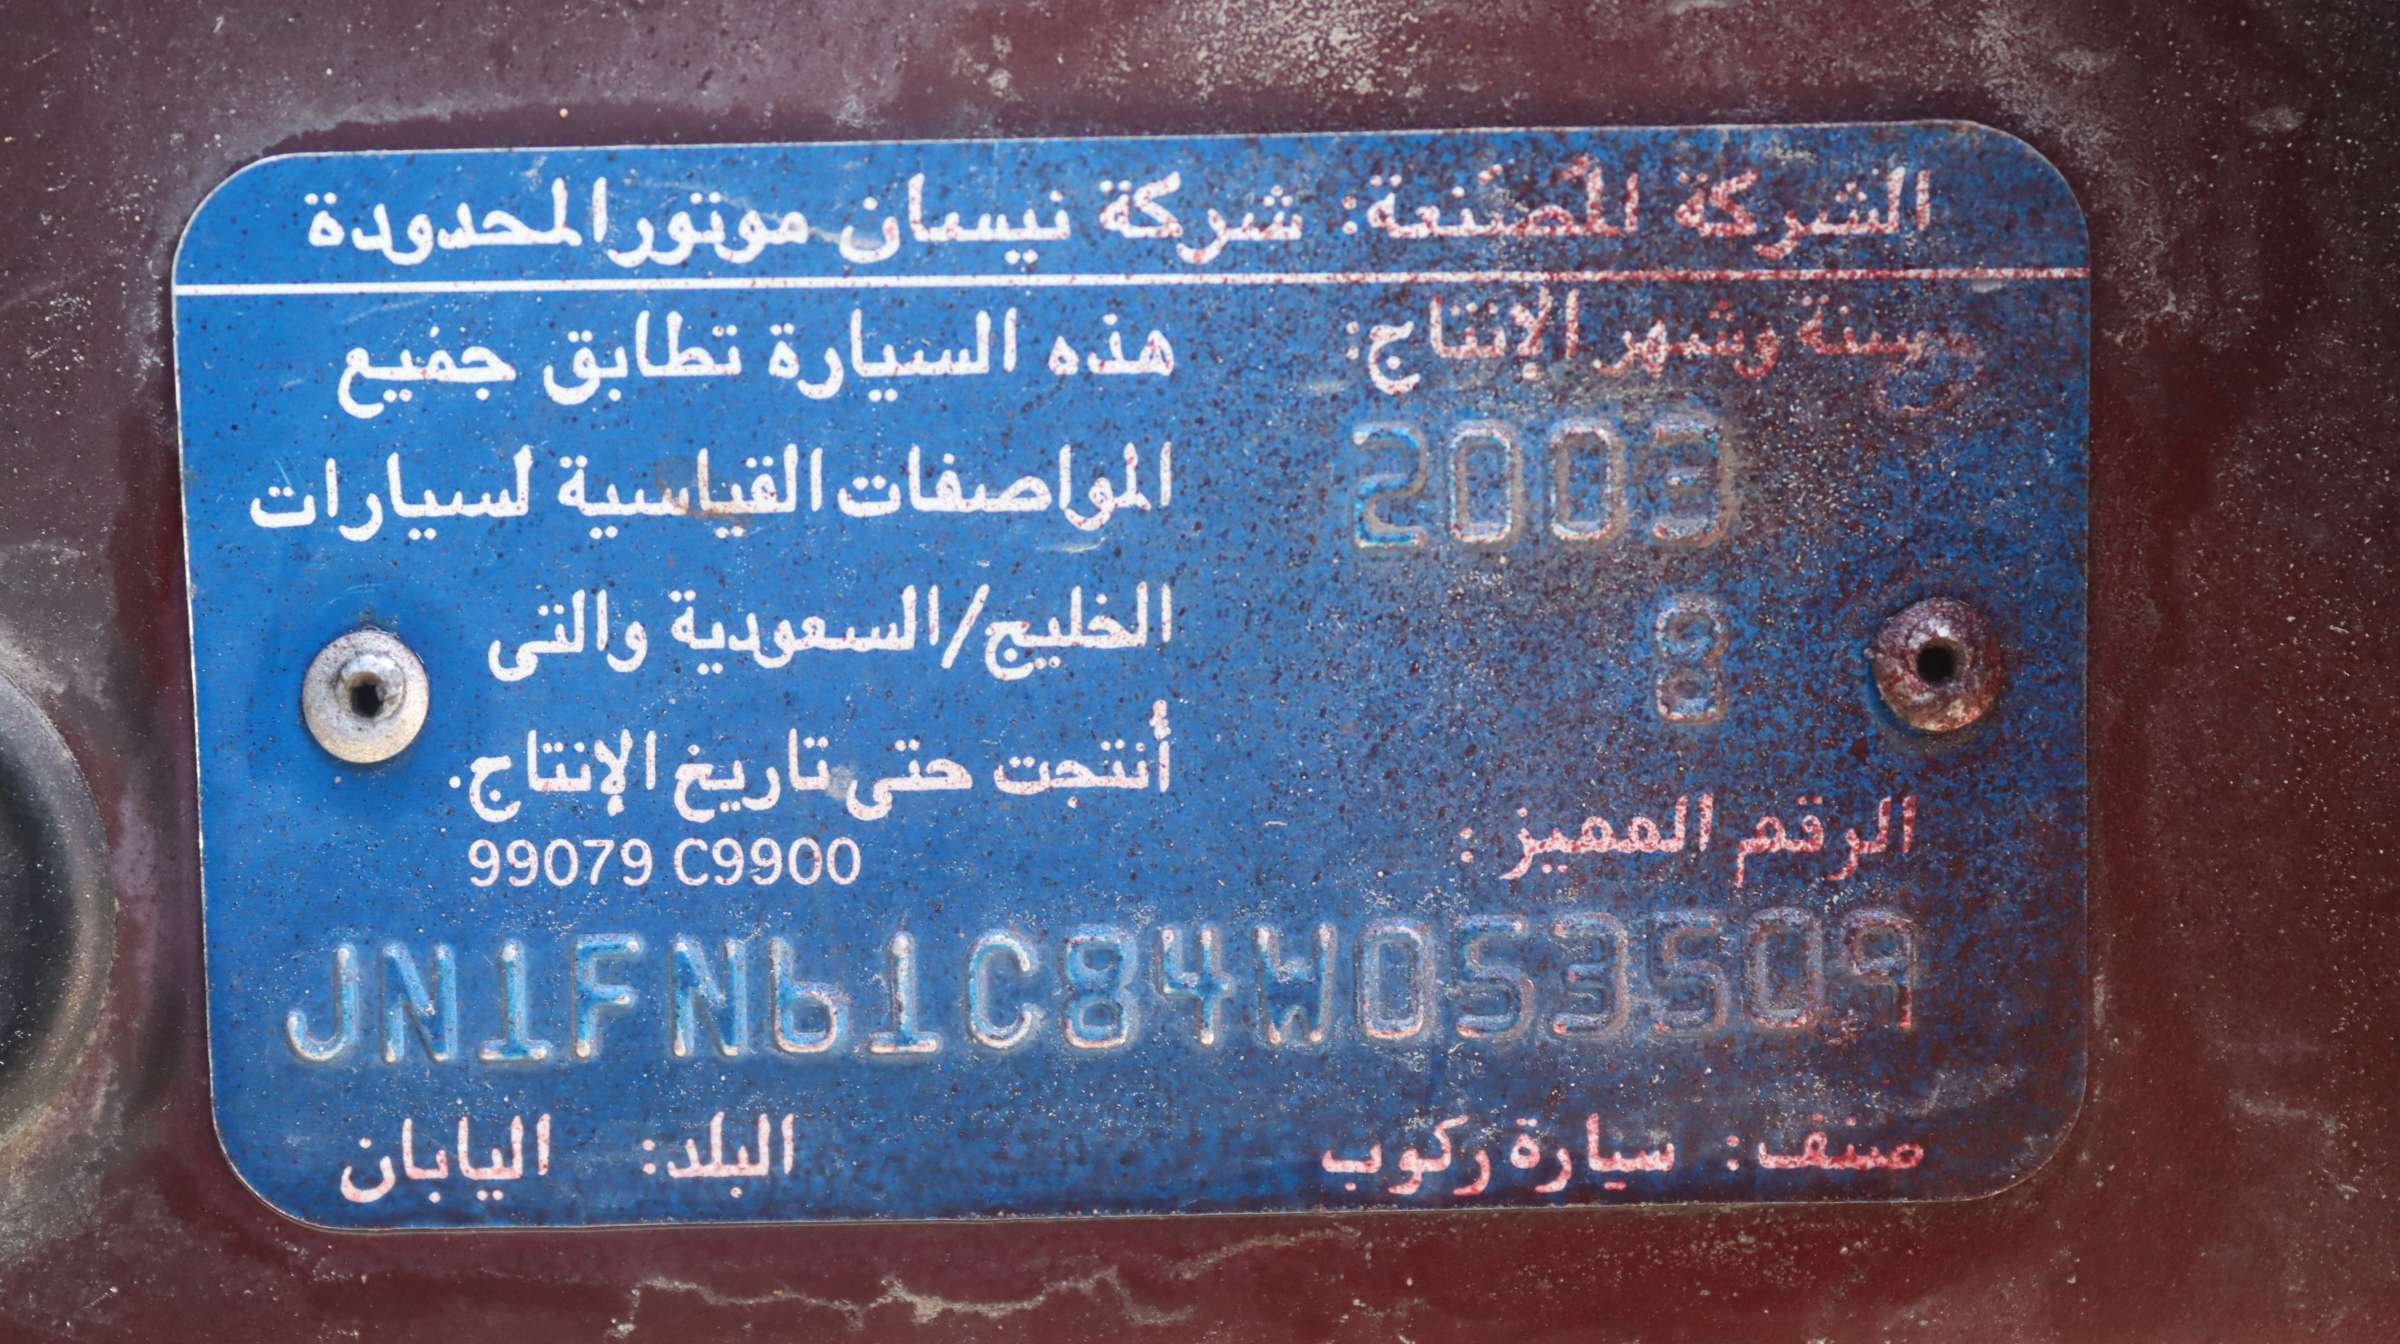 الشركة المصنعة: شركة نيسان موتور المحدودة
سنة وشهر الإنتاج:
2003
8
هذه السيارة تطابق جميع
المواصفات القياسية لسيارات
الخليج/السعودية والتى
أنتجت حتى تاريخ الإنتاج.
99079 C9900
الرقم المميز :
JN1FN61C84W053509
صنف: سيارة ركوب
البلد: اليابان